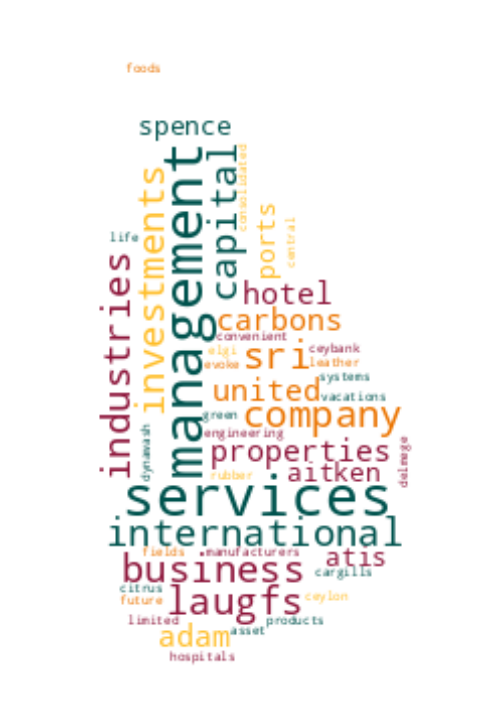 foods
spence
management
capital
consolidated
investments
ports
central
life
industries
hotel
carbons
convenient
elgi
sri
ceybank
evoke
leather
systems
united
vacations
green
company
dynawash
engineering
properties
delmege
rubber
aitken
services
international
fields
manufacturers
atis
business
cargills
citrus
future
laugfs
ceylon
limited
products
adam
asset
hospitals